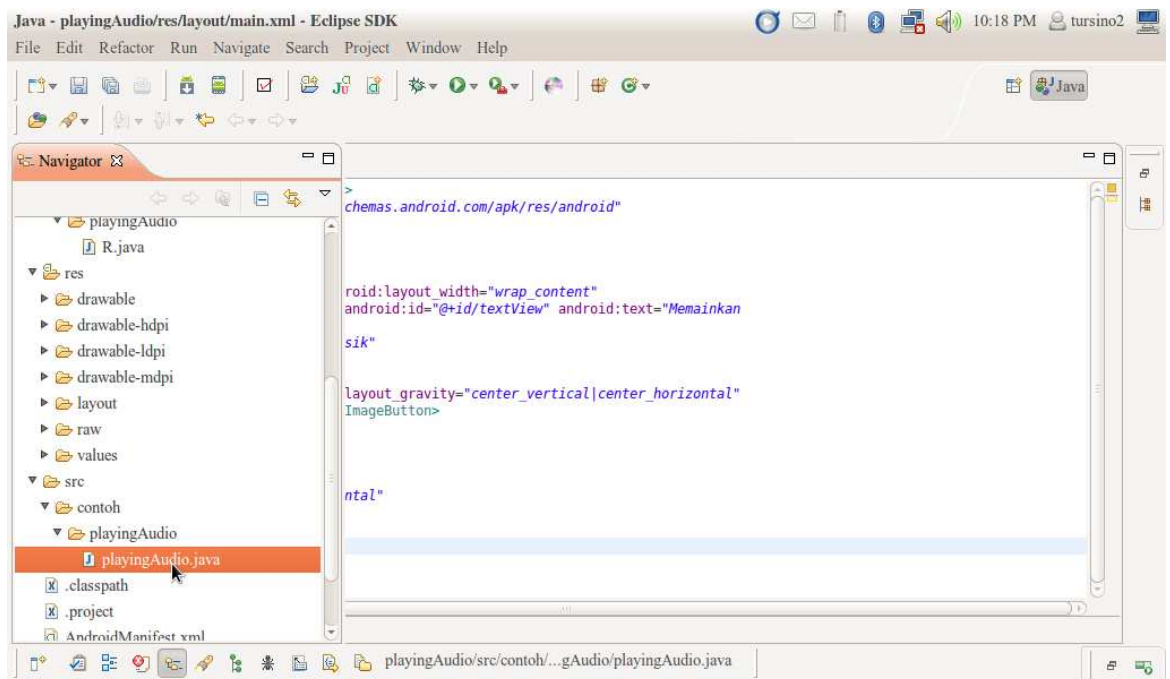 Java - playingAudio/res/layout/main.xml - Eclipse SDK
10:18 PM tursino2
File Edit Refactor Run Navigate Search Project Window Help
Java
Navigator
playingAudio
R.java
res
drawable
drawable-hdpi
drawable-ldpi
drawable-mdpi
layout
raw
values
src
contoh
playingAudio
playingAudio.java
.classpath
.project
AndroidManifest.xml
>
chemas.android.com/apk/res/android"
roid:layout_width="wrap_content"
android:id="@+id/textView" android:text="Memainkan
sik"
layout_gravity="center_vertical|center_horizontal"
ImageButton>
ntal"
playingAudio/src/contoh/...gAudio/playingAudio.java